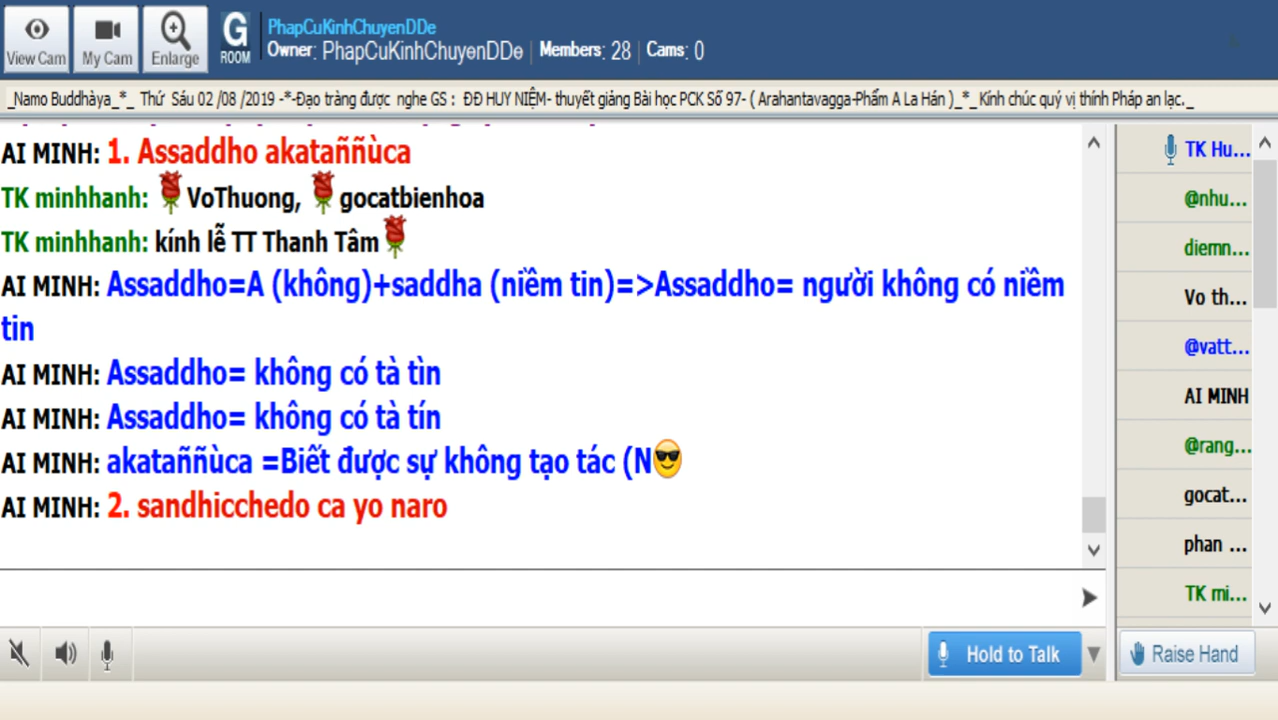 PhapCuKinhChuyenDDe
View Cam My Cam Enlarge G ROOM Owner: PhapCuKinhChuyenDDe | Members: 28 | Cams: 0
_Namo Buddhàya_*_ Thứ Sáu 02 /08 /2019 -*-Đạo tràng được nghe GS : ĐĐ HUY NIỆM- thuyết giảng Bài học PCK Số 97- ( Arahantavagga-Phẩm A La Hán )_*_ Kính chúc quý vị thính Pháp an lạc._
AI MINH: 1. Assaddho akataññùca
TK minhhanh: VoThuong, gocatbienhoa
TK minhhanh: kính lễ TT Thanh Tâm
AI MINH: Assaddho=A (không)+saddha (niềm tin)=>Assaddho= người không có niềm
tin
AI MINH: Assaddho= không có tà tìn
AI MINH: Assaddho= không có tà tín
AI MINH: akataññùca =Biết được sự không tạo tác (N
AI MINH: 2. sandhicchedo ca yo naro
TK Hu...
@nhu...
diemn...
Vo th...
@vatt...
AI MINH
@rang...
gocat...
phan ...
TK mi...
Hold to Talk
Raise Hand